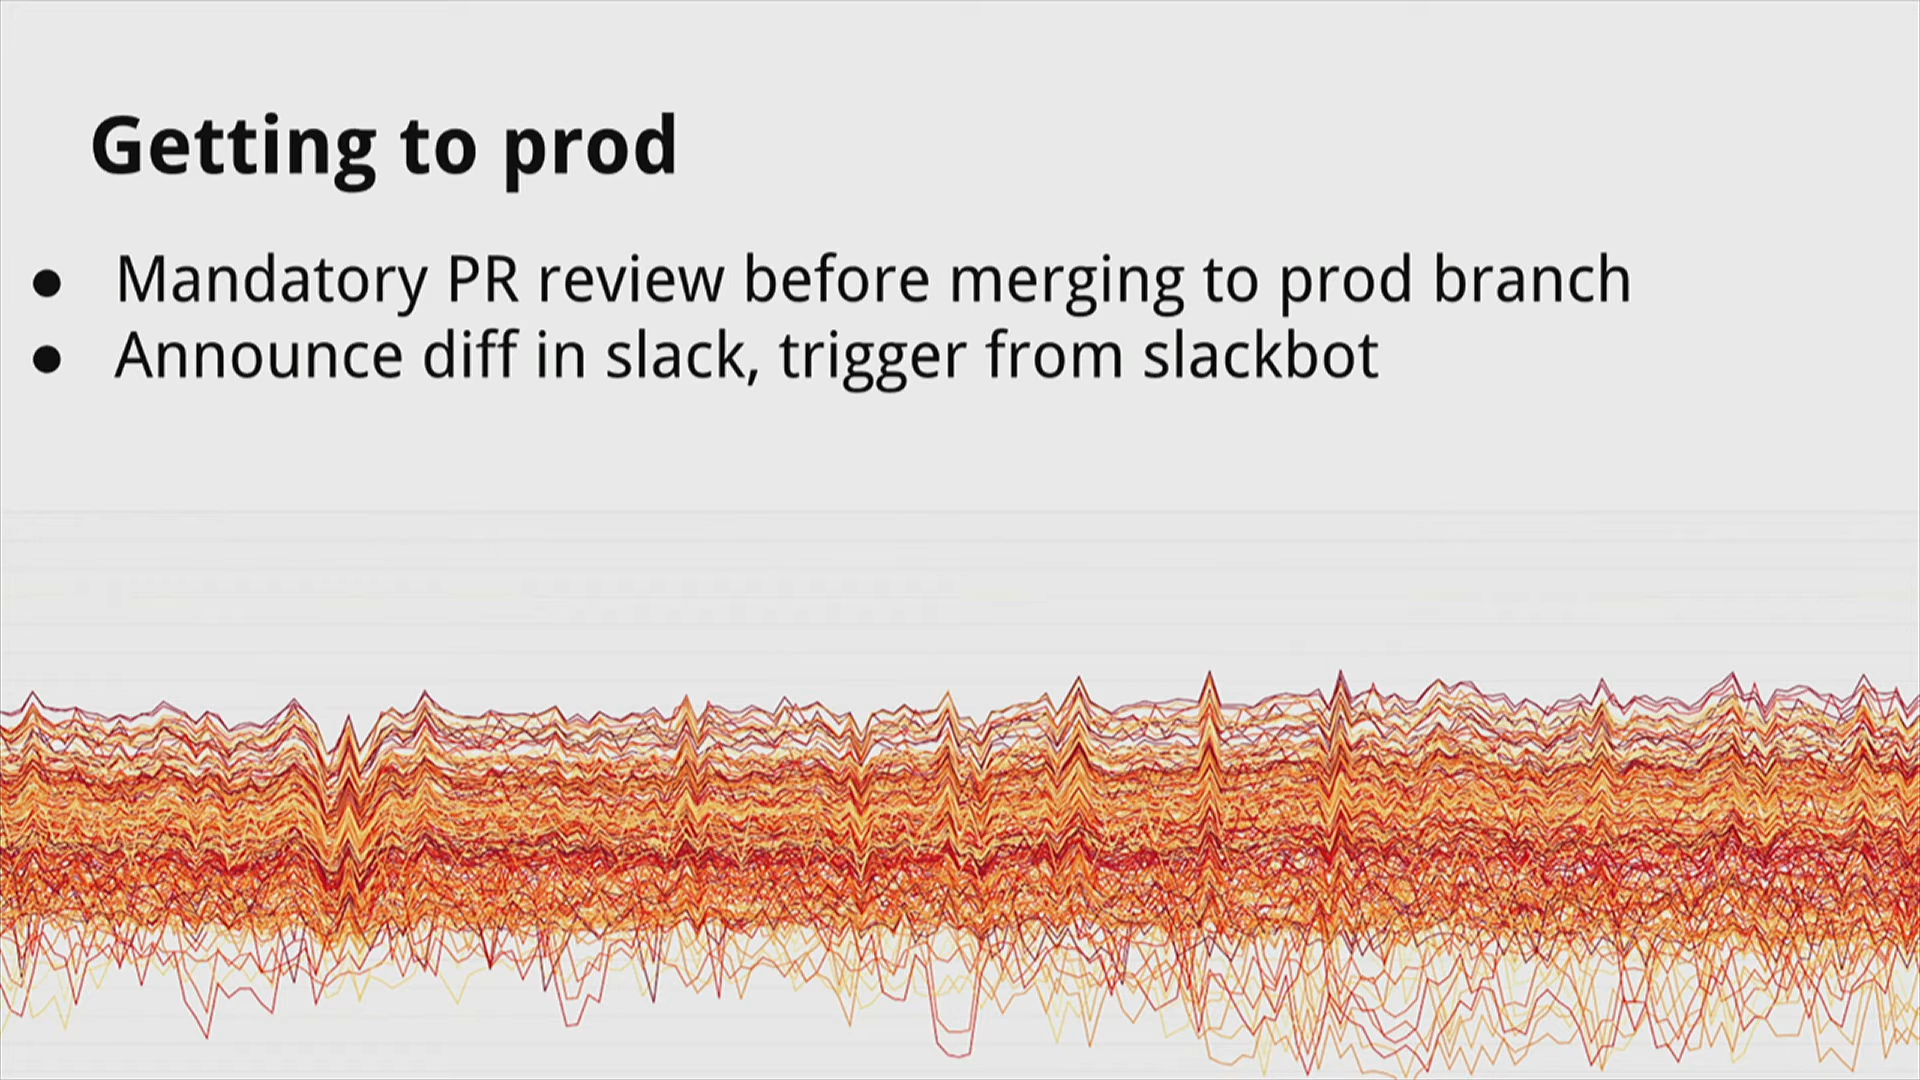 Getting to prod
● Mandatory PR review before merging to prod branch
● Announce diff in slack, trigger from slackbot